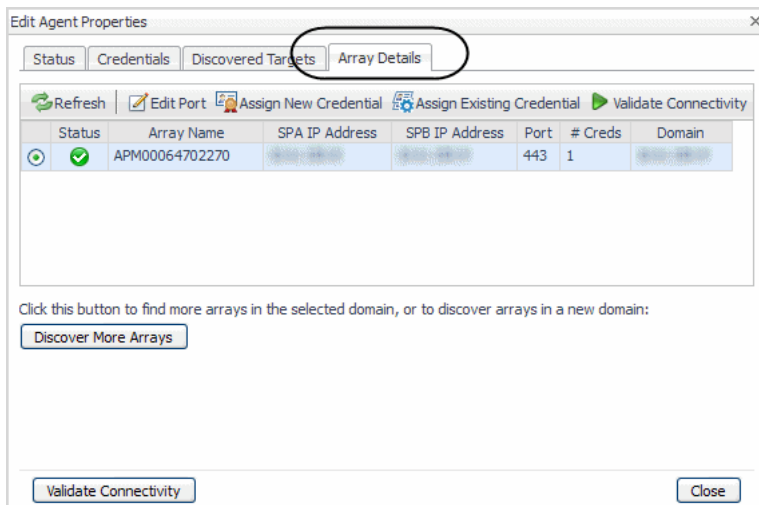 Edit Agent Properties
Status Credentials Discovered Targets Array Details
Refresh Edit Port Assign New Credential Assign Existing Credential Validate Connectivity
Status Array Name SPA IP Address SPB IP Address Port # Creds Domain
APM00064702270 443 1
Click this button to find more arrays in the selected domain, or to discover arrays in a new domain:
Discover More Arrays
Validate Connectivity Close